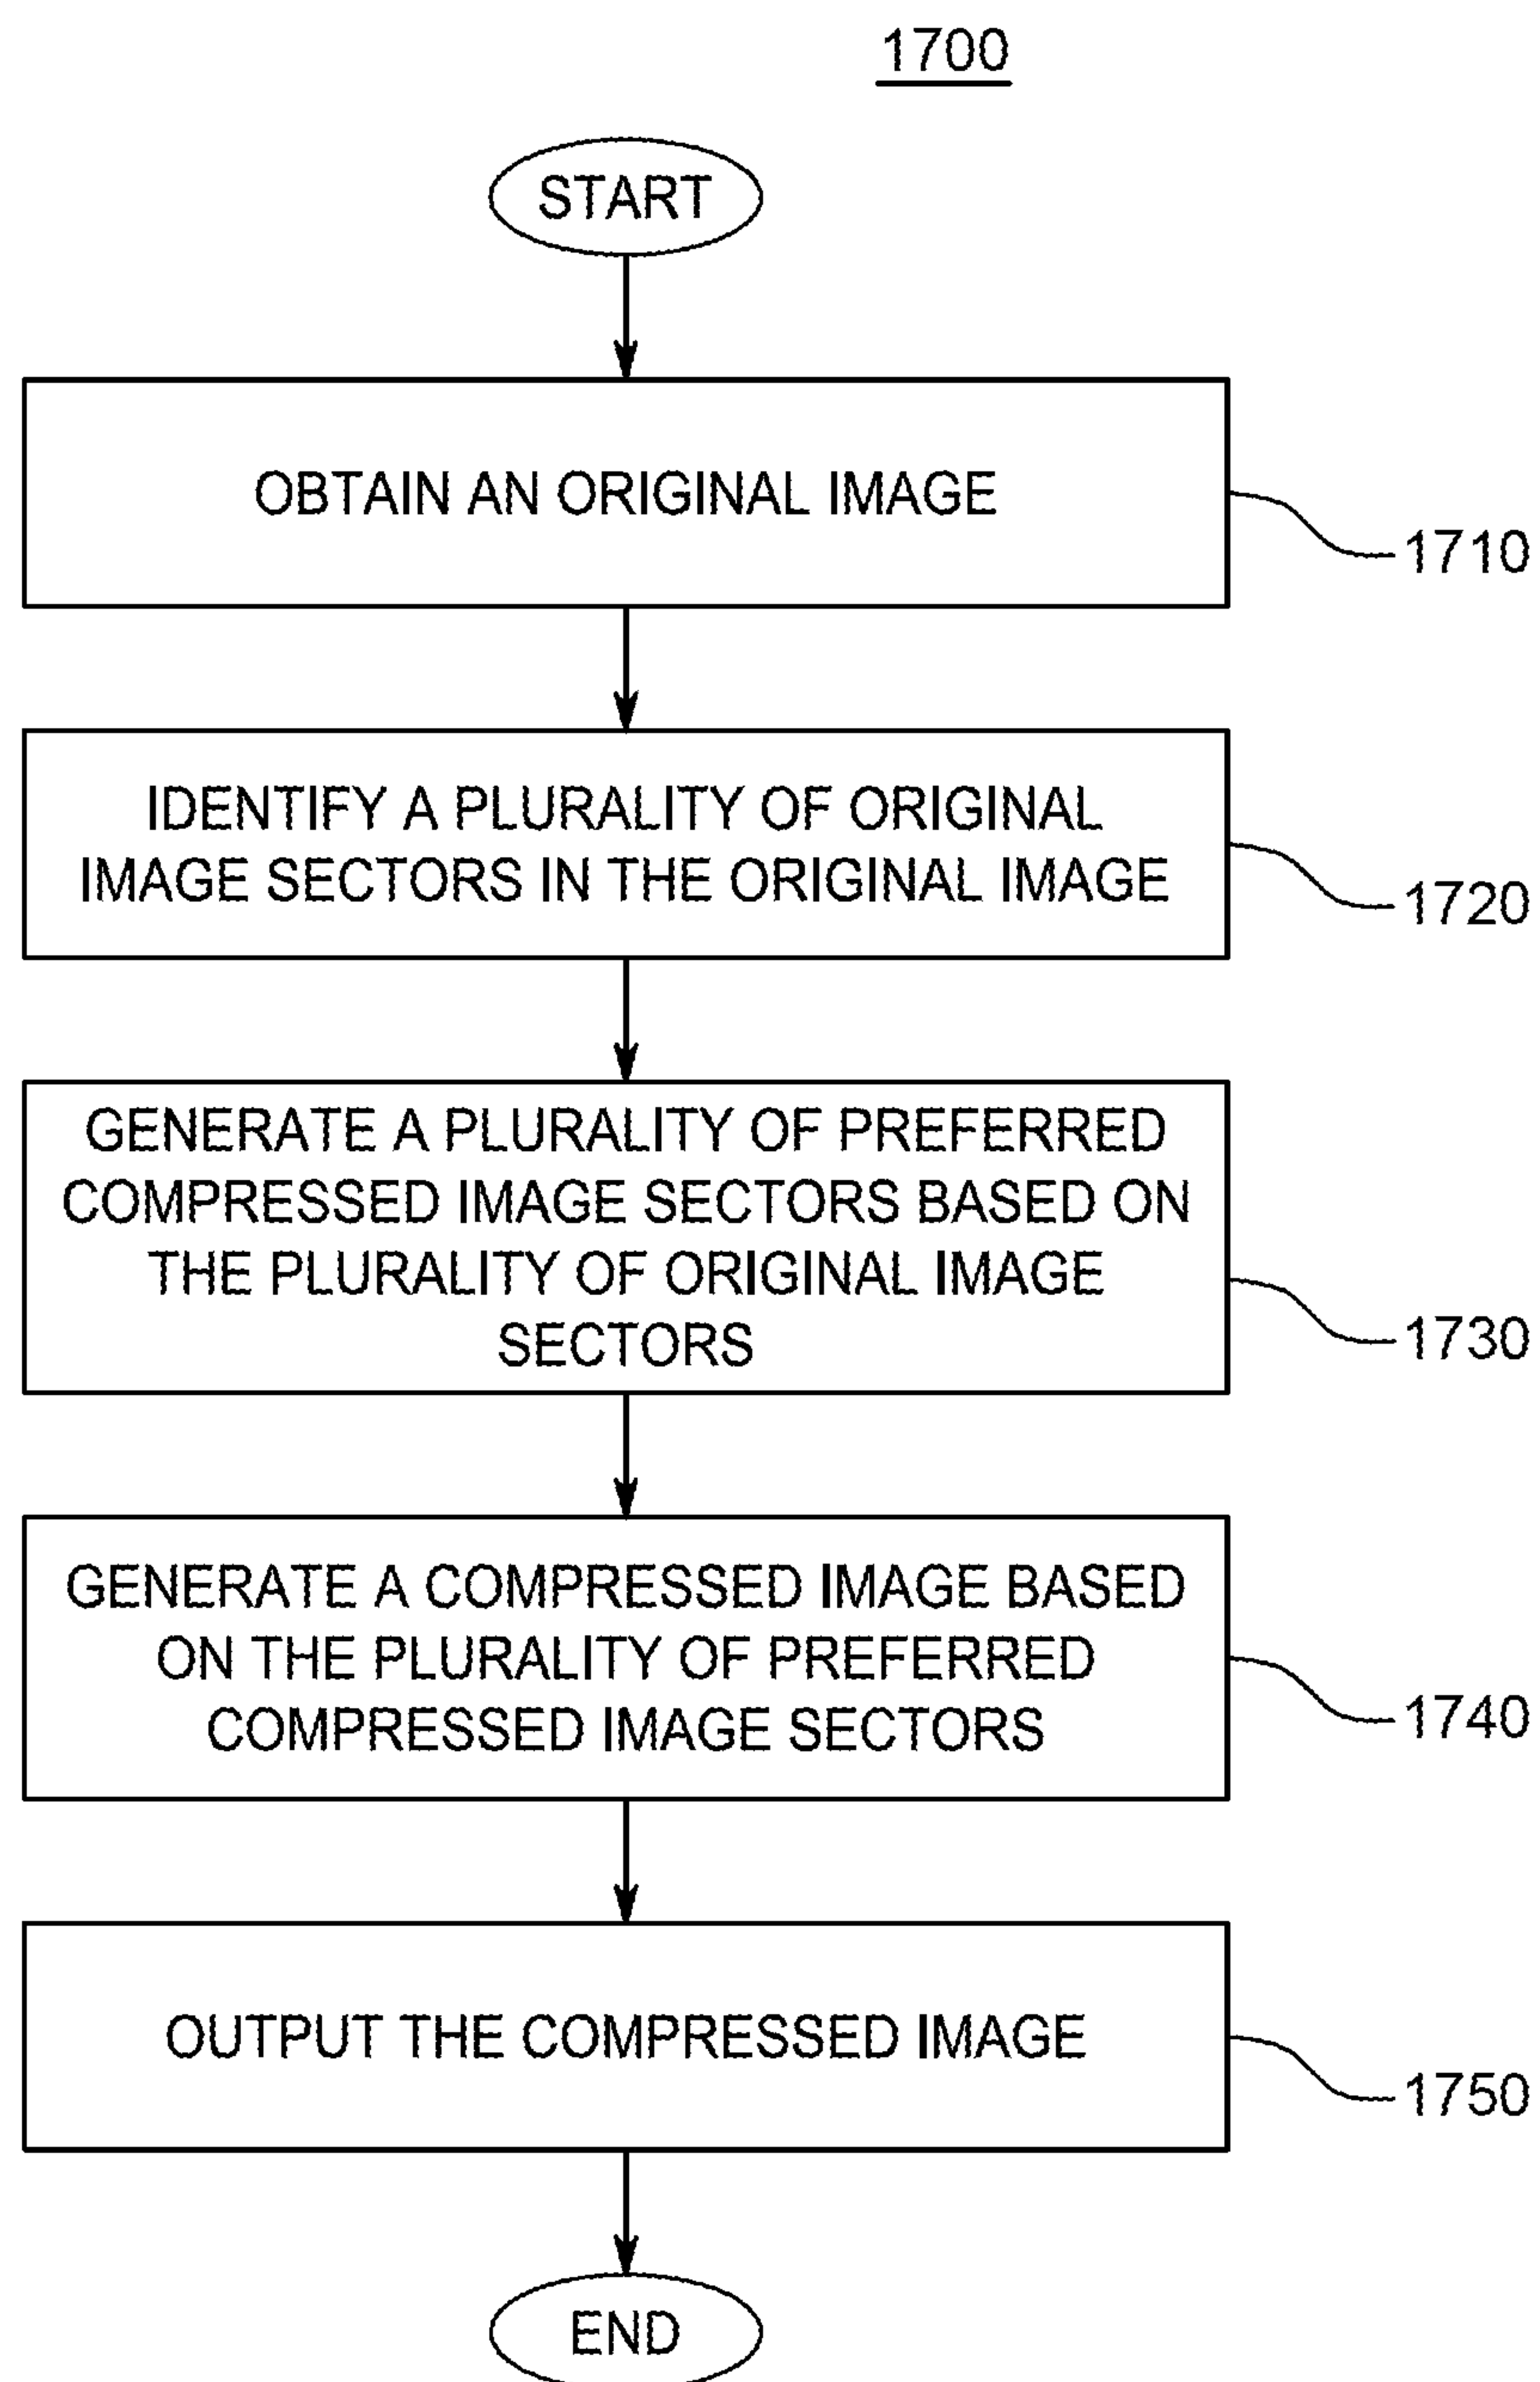 1700
START
OBTAIN AN ORIGINAL IMAGE
1710
IDENTIFY A PLURALITY OF ORIGINAL
IMAGE SECTORS IN THE ORIGINAL IMAGE
1720
GENERATE A PLURALITY OF PREFERRED
COMPRESSED IMAGE SECTORS BASED ON
THE PLURALITY OF ORIGINAL IMAGE
SECTORS
1730
GENERATE A COMPRESSED IMAGE BASED
ON THE PLURALITY OF PREFERRED
COMPRESSED IMAGE SECTORS
1740
OUTPUT THE COMPRESSED IMAGE
1750
END